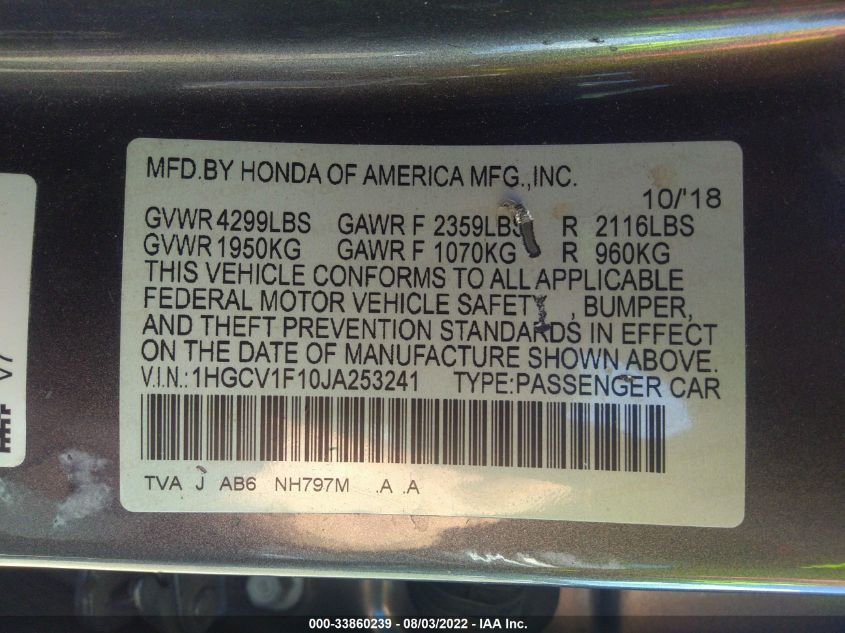 MFD.BY HONDA OF AMERICA MFG.,INC.
10/'18
GVWR 4299LBS GAWR F 2359LBS R 2116LBS
GVWR 1950KG GAWR F 1070KG R 960KG
THIS VEHICLE CONFORMS TO ALL APPLICABLE
FEDERAL MOTOR VEHICLE SAFETY , BUMPER,
AND THEFT PREVENTION STANDARDS IN EFFECT
ON THE DATE OF MANUFACTURE SHOWN ABOVE.
V.I.N.:1HGCV1F10JA253241 TYPE:PASSENGER CAR
TVA J AB6 NH797M .A .A
V7
000-33860239 - 08/03/2022 - IAA Inc.